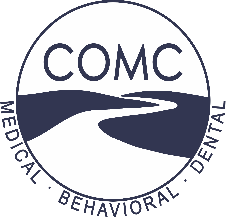 COMC
MEDICAL · BEHAVIORAL · DENTAL